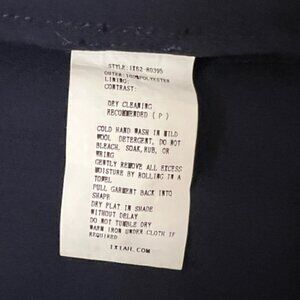 STYLE: IX62-80395
OUTER: 100%POLYESTER
LINING:
CONTRAST:
DRY CLEANING
RECOMMENDED ( P )
COLD HAND WASH IN MILD
WOOL DETERGENT, DO NOT
BLEACH, SOAK, RUB, OR
WRING
GENTLY REMOVE ALL EXCESS
MOISTURE BY ROLLING IN A
TOWEL
PULL GARMENT BACK INTO
SHAPE
DRY FLAT IN SHADE
WITHOUT DELAY
DO NOT TUMBLE DRY
WARM IRON UNDER CLOTH IF
REQUIRED
IXIAH.COM